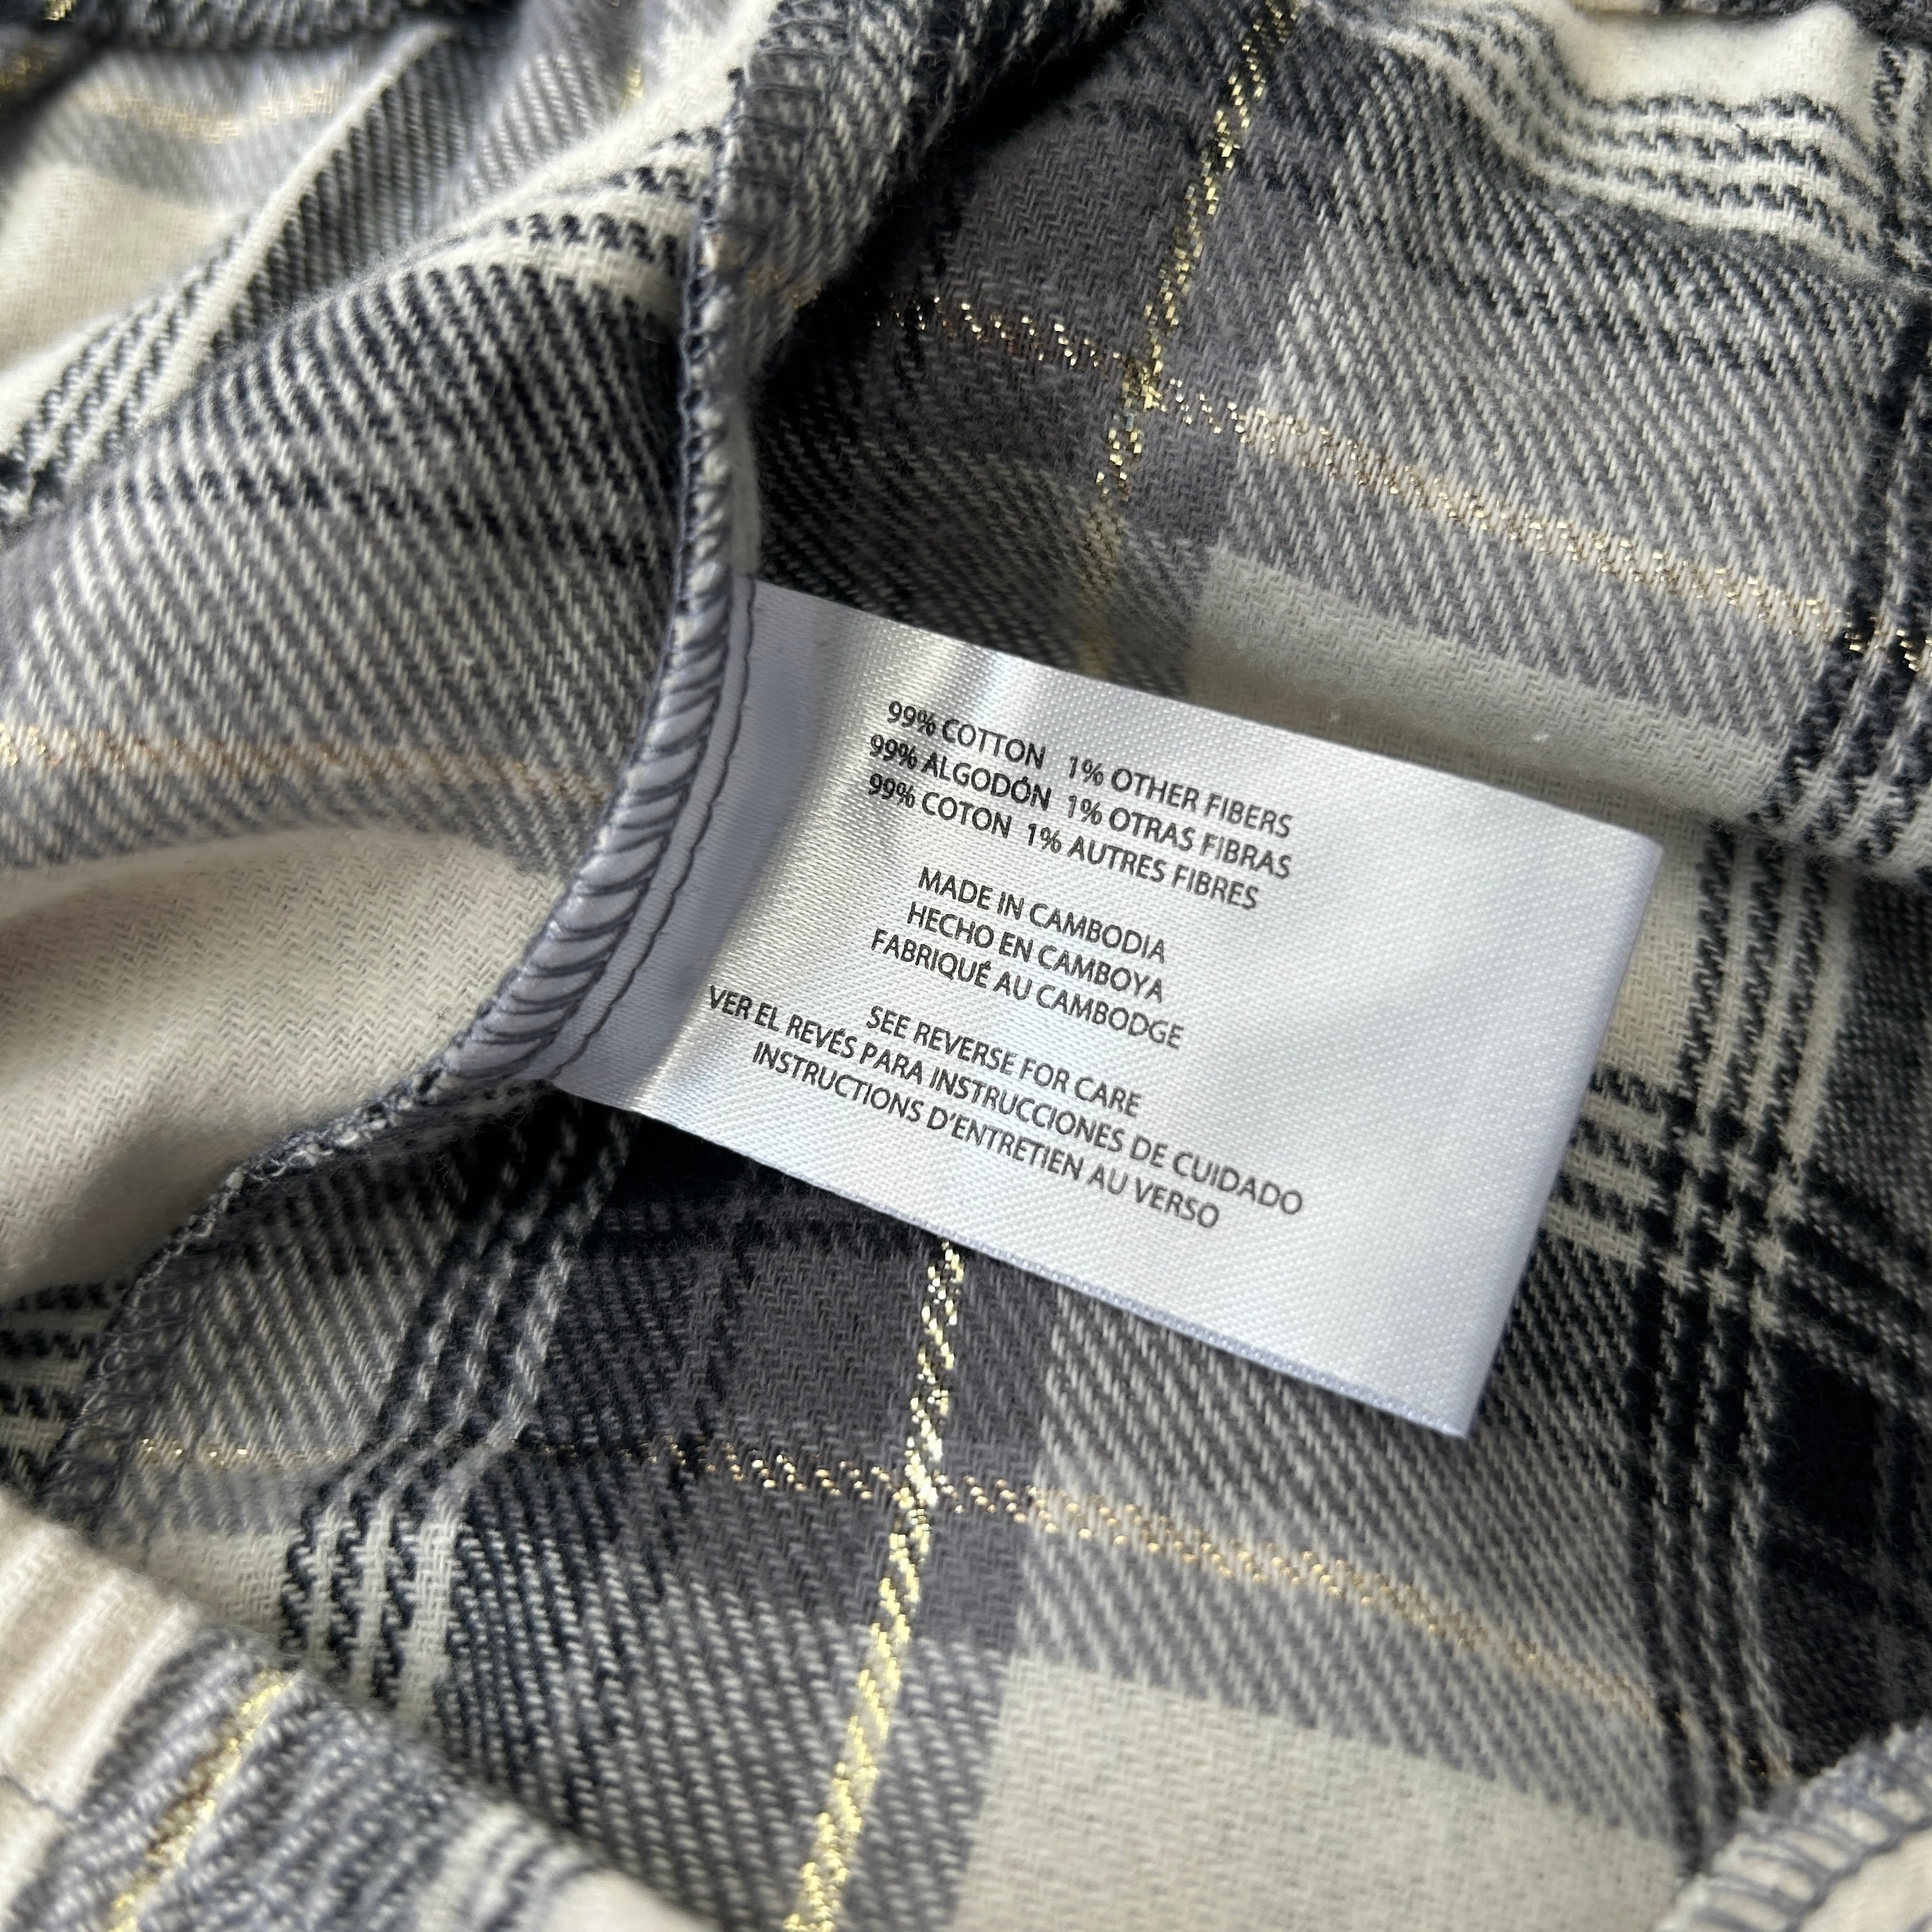 99% COTTON 1% OTHER FIBERS
99% ALGODÓN 1% OTRAS FIBRAS
99% COTON 1% AUTRES FIBRES
MADE IN CAMBODIA
HECHO EN CAMBOYA
FABRIQUÉ AU CAMBODGE
SEE REVERSE FOR CARE
VER EL REVÉS PARA INSTRUCCIONES DE CUIDADO
INSTRUCTIONS D'ENTRETIEN AU VERSO